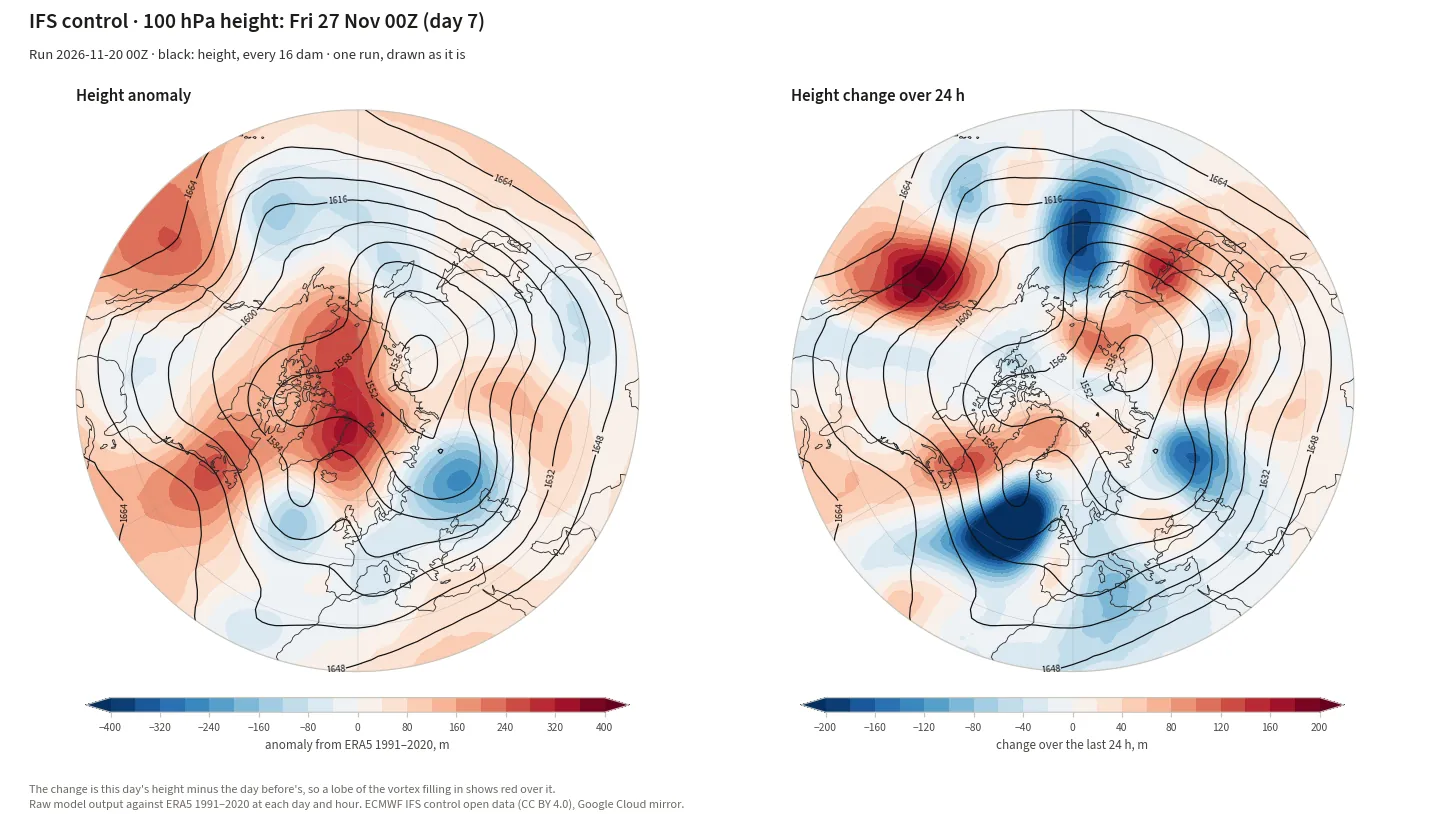 IFS control · 100 hPa height: Fri 27 Nov 00Z (day 7)
Run 2026-11-20 00Z · black: height, every 16 dam · one run, drawn as it is
Height anomaly
1664
1664
1616
1600
1568
1536
1552
1584
1648
1632
1664
1648
−400 −320 −240 −160 −80 0 80 160 240 320 400
anomaly from ERA5 1991–2020, m
Height change over 24 h
1664
1664
1616
1600
1568
1536
1552
1584
1648
1632
1664
1648
−200 −160 −120 −80 −40 0 40 80 120 160 200
change over the last 24 h, m
The change is this day's height minus the day before's, so a lobe of the vortex filling in shows red over it.
Raw model output against ERA5 1991–2020 at each day and hour. ECMWF IFS control open data (CC BY 4.0), Google Cloud mirror.